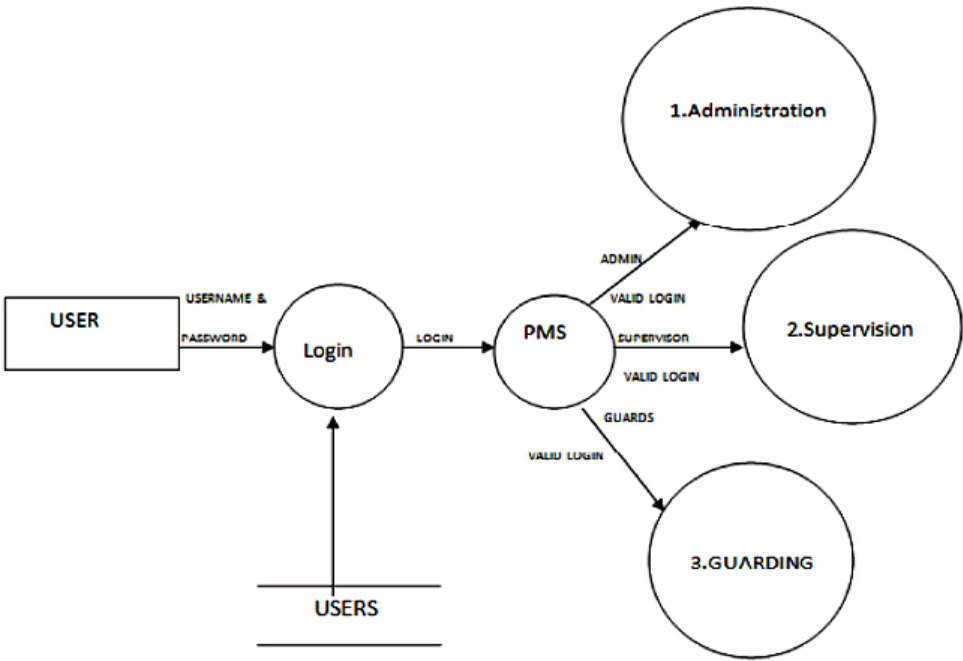 1.Administration
ADMIN
VALID LOGIN
USERNAME &
PASSWORD
USER
Login
LOGIN
PMS
SUPERVISOR
VALID LOGIN
2.Supervision
GUARDS
VALID LOGIN
3.GUARDING
USERS